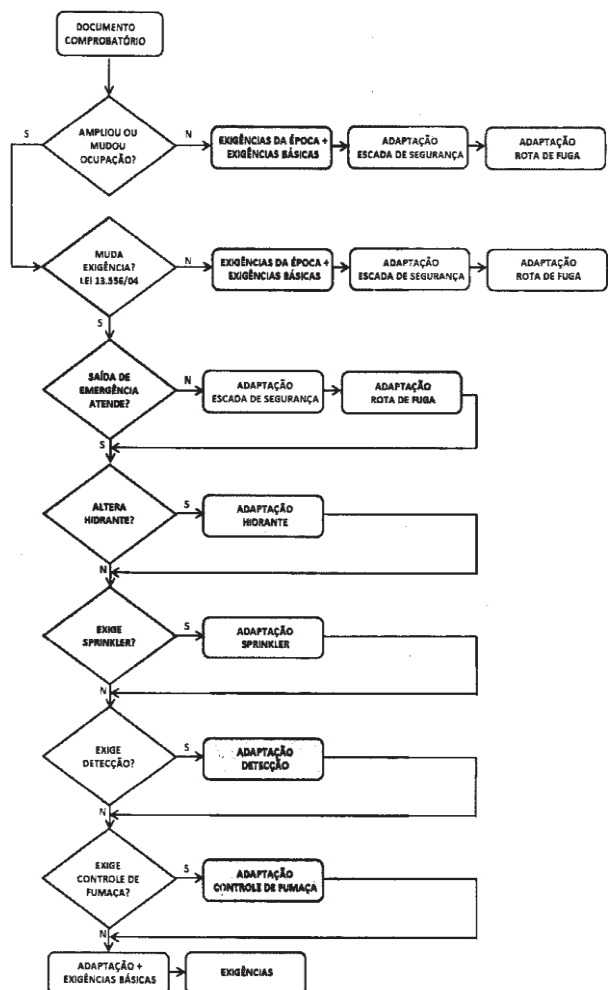 DOCUMENTO
COMPROBATÓRIO
S
AMPLIOU OU
MUDOU
OCUPAÇÃO?
N
EXIGÊNCIAS DA ÉPOCA +
EXIGÊNCIAS BÁSICAS
ADAPTAÇÃO
ESCADA DE SEGURANÇA
ADAPTAÇÃO
ROTA DE FUGA
MUDA
EXIGÊNCIA?
LEI 13.556/04
N
EXIGÊNCIAS DA ÉPOCA +
EXIGÊNCIAS BÁSICAS
ADAPTAÇÃO
ESCADA DE SEGURANÇA
ADAPTAÇÃO
ROTA DE FUGA
S
SAÍDA DE
EMERGÊNCIA
ATENDE?
N
ADAPTAÇÃO
ESCADA DE SEGURANÇA
ADAPTAÇÃO
ROTA DE FUGA
S
ALTERA
HIDRANTE?
S
ADAPTAÇÃO
HIDRANTE
N
EXIGE
SPRINKLER?
S
ADAPTAÇÃO
SPRINKLER
N
EXIGE
DETECÇÃO?
S
ADAPTAÇÃO
DETECÇÃO
N
EXIGE
CONTROLE DE
FUMAÇA?
S
ADAPTAÇÃO
CONTROLE DE FUMAÇA
N
ADAPTAÇÃO +
EXIGÊNCIAS BÁSICAS
EXIGÊNCIAS